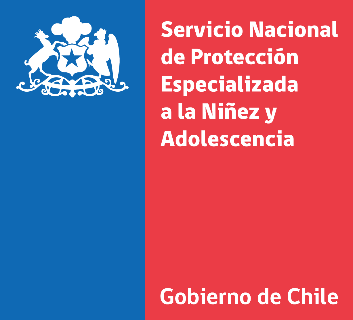 Servicio Nacional
de Protección
Especializada
a la Niñez y
Adolescencia
Gobierno de Chile